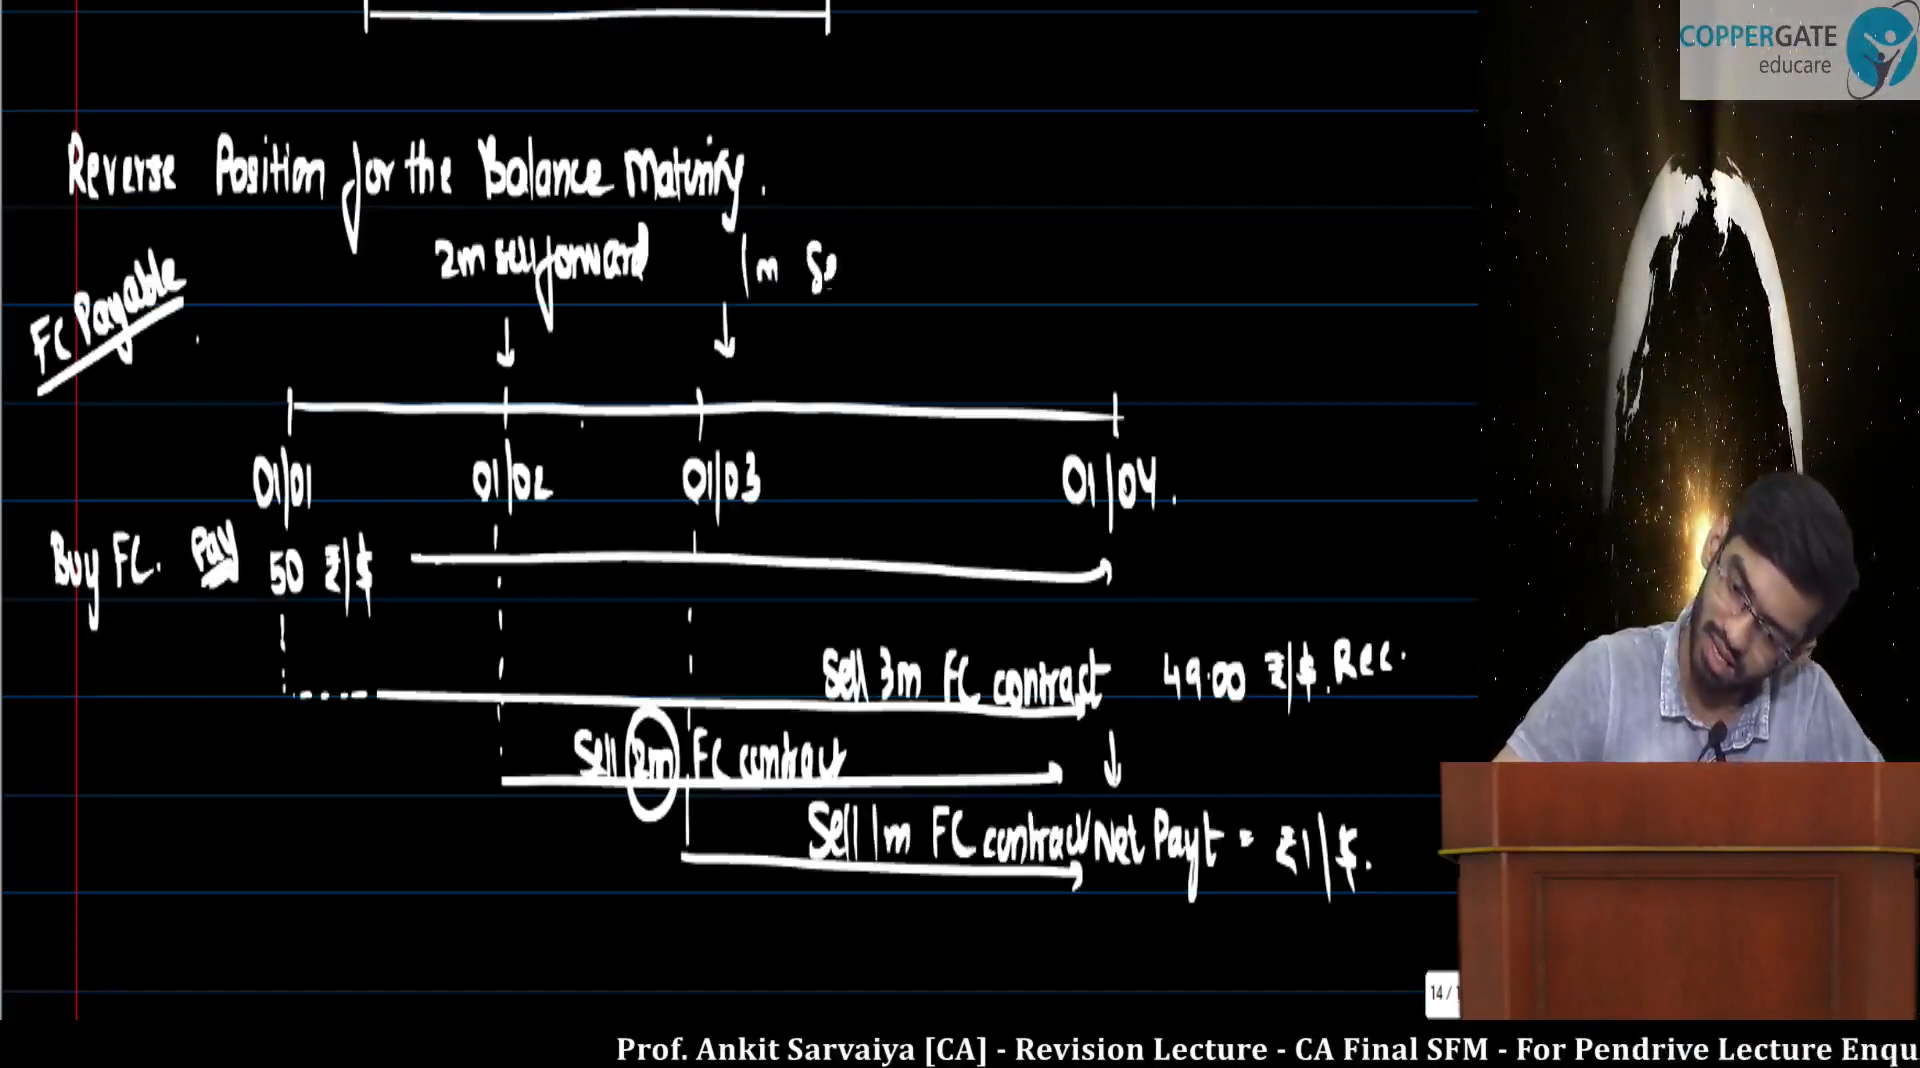 COPPERGATE
educare
Reverse Position for the Balance Maturity.
2m sell forward 1m Se
FC Payable
01/01 01/02 01/03 01/04.
Buy FC. Pay 50 ₹/$
Sell 3m FC contract 49.00 ₹/$. Rec.
Sell 2m FC contract
Sell 1m FC contract Net Payt = ₹1/$.
14 / 1
Prof. Ankit Sarvaiya [CA] - Revision Lecture - CA Final SFM - For Pendrive Lecture Enqu